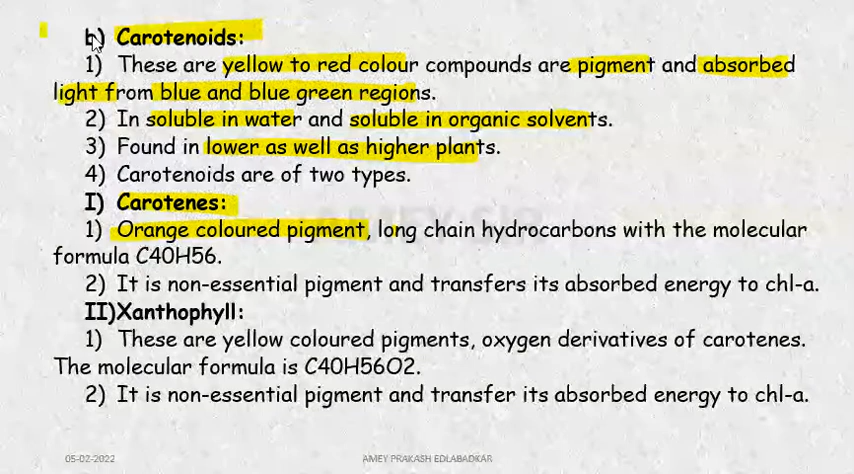 b) Carotenoids:
1) These are yellow to red colour compounds are pigment and absorbed
light from blue and blue green regions.
2) In soluble in water and soluble in organic solvents.
3) Found in lower as well as higher plants.
4) Carotenoids are of two types.
I) Carotenes:
1) Orange coloured pigment, long chain hydrocarbons with the molecular
formula C40H56.
2) It is non-essential pigment and transfers its absorbed energy to chl-a.
II)Xanthophyll:
1) These are yellow coloured pigments, oxygen derivatives of carotenes.
The molecular formula is C40H56O2.
2) It is non-essential pigment and transfer its absorbed energy to chl-a.
05-02-2022 AMEY PRAKASH EDLABADKAR